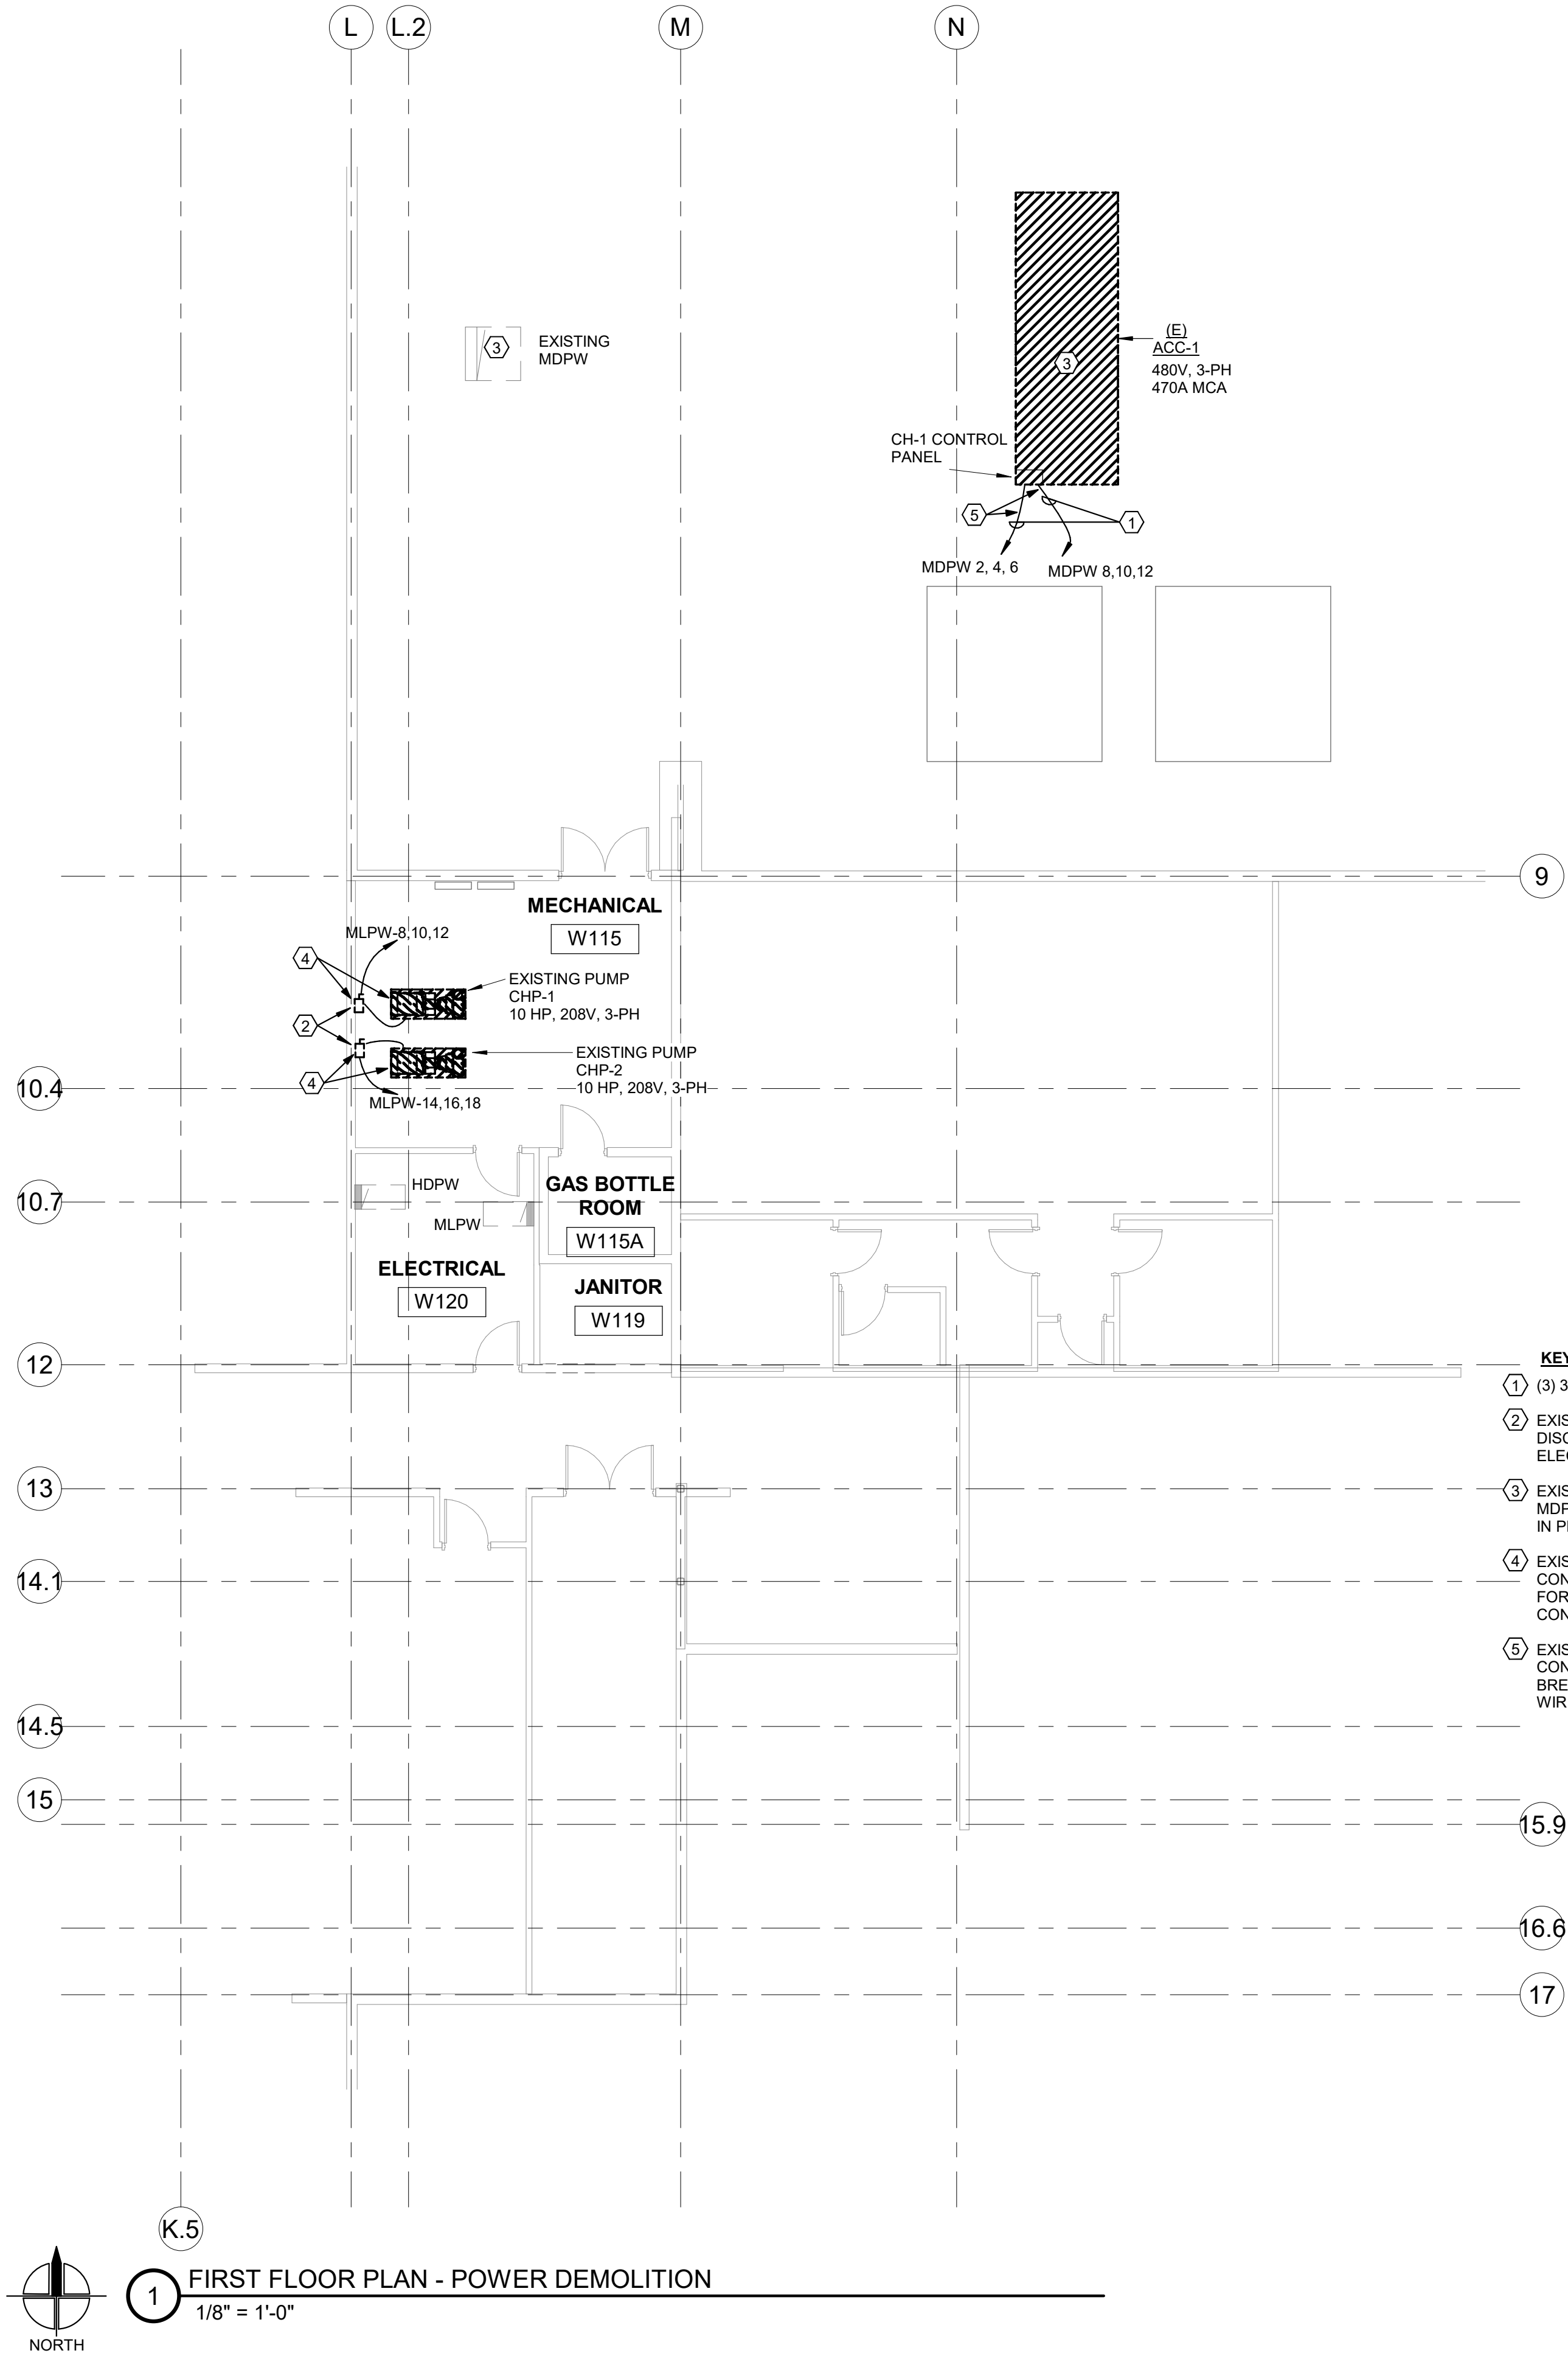 L
L.2
M
N
3
EXISTING
MDPW
(E)
ACC-1
480V, 3-PH
470A MCA
3
CH-1 CONTROL
PANEL
5
1
MDPW 2, 4, 6
MDPW 8,10,12
9
MECHANICAL
W115
MLPW-8,10,12
4
EXISTING PUMP
CHP-1
10 HP, 208V, 3-PH
2
EXISTING PUMP
CHP-2
10 HP, 208V, 3-PH
4
10.4
MLPW-14,16,18
HDPW
GAS BOTTLE
ROOM
10.7
MLPW
W115A
ELECTRICAL
W120
JANITOR
W119
12
KEY
1 (3) 3
2 EXIS
DISC
ELEC
13
3 EXIS
MDP
IN P
14.1
4 EXIS
CON
FOR
CON
5 EXIS
CON
BRE
WIR
14.5
15
15.9
16.6
17
K.5
1
FIRST FLOOR PLAN - POWER DEMOLITION
1/8" = 1'-0"
NORTH